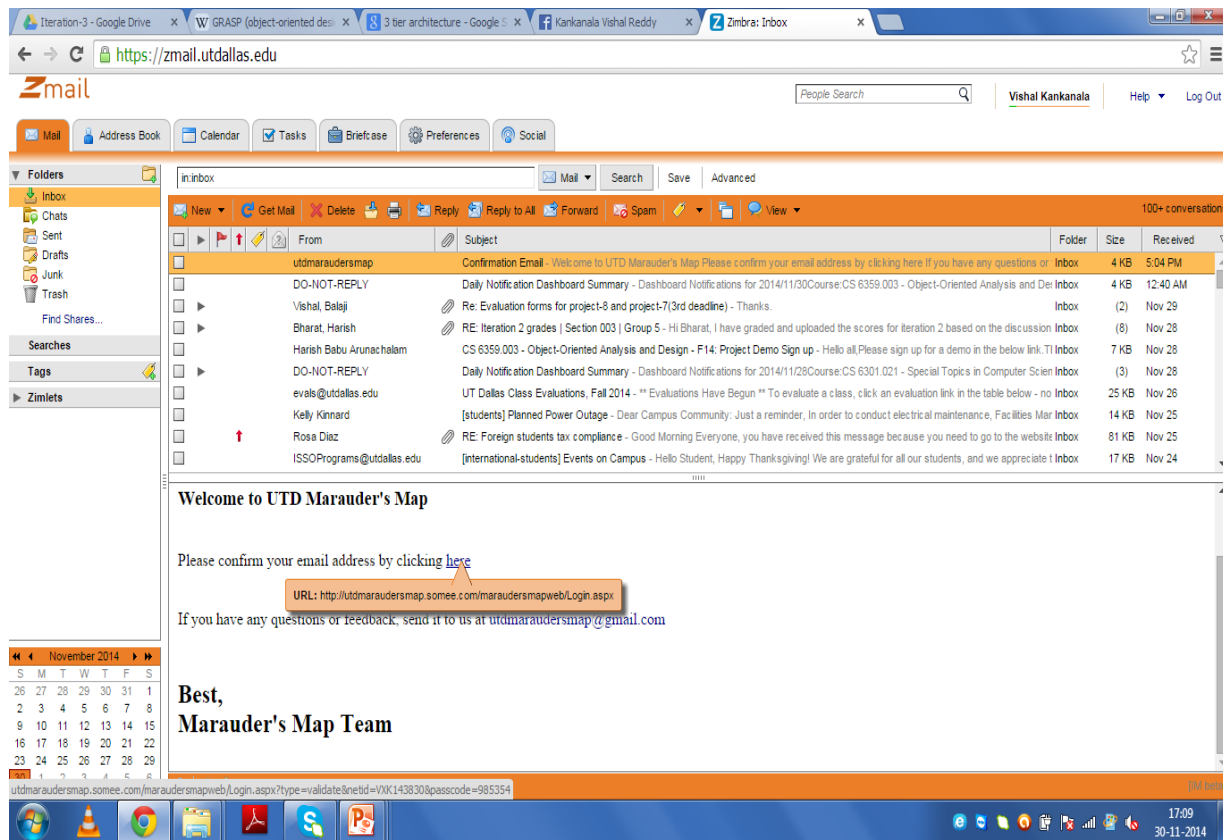 Iteration-3 - Google Drive
GRASP (object-oriented desi
3 tier architecture - Google S
Kankanala Vishal Reddy
Zimbra: Inbox
https://zmail.utdallas.edu
Zmail
People Search
Vishal Kankanala
Help
Log Out
Mail
Address Book
Calendar
Tasks
Briefcase
Preferences
Social
Folders
Inbox
Chats
Sent
Drafts
Junk
Trash
Find Shares...
Searches
Tags
Zimlets
in:inbox
Mail
Search
Save
Advanced
New
Get Mail
Delete
Reply
Reply to All
Forward
Spam
View
100+ conversation
From Subject Folder Size Received
utdmaraudersmap Confirmation Email - Welcome to UTD Marauder's Map Please confirm your email address by clicking here If you have any questions or Inbox 4 KB 5:04 PM
DO-NOT-REPLY Daily Notification Dashboard Summary - Dashboard Notifications for 2014/11/30Course:CS 6359.003 - Object-Oriented Analysis and De Inbox 4 KB 12:40 AM
Vishal, Balaji Re: Evaluation forms for project-8 and project-7(3rd deadline) - Thanks. Inbox (2) Nov 29
Bharat, Harish RE: Iteration 2 grades | Section 003 | Group 5 - Hi Bharat, I have graded and uploaded the scores for iteration 2 based on the discussion Inbox (8) Nov 28
Harish Babu Arunachalam CS 6359.003 - Object-Oriented Analysis and Design - F14: Project Demo Sign up - Hello all,Please sign up for a demo in the below link.Tl Inbox 7 KB Nov 28
DO-NOT-REPLY Daily Notification Dashboard Summary - Dashboard Notifications for 2014/11/28Course:CS 6301.021 - Special Topics in Computer Scien Inbox (3) Nov 28
evals@utdallas.edu UT Dallas Class Evaluations, Fall 2014 - ** Evaluations Have Begun ** To evaluate a class, click an evaluation link in the table below - no Inbox 25 KB Nov 26
Kelly Kinnard [students] Planned Power Outage - Dear Campus Community: Just a reminder, In order to conduct electrical maintenance, Facilities Mar Inbox 14 KB Nov 25
Rosa Diaz RE: Foreign students tax compliance - Good Morning Everyone, you have received this message because you need to go to the website Inbox 81 KB Nov 25
ISSOPrograms@utdallas.edu [international-students] Events on Campus - Hello Student, Happy Thanksgiving! We are grateful for all our students, and we appreciate t Inbox 17 KB Nov 24
Welcome to UTD Marauder's Map
Please confirm your email address by clicking here
URL: http://utdmaraudersmap.somee.com/maraudersmapweb/Login.aspx
If you have any questions or feedback, send it to us at utdmaraudersmap@gmail.com
Best,
Marauder's Map Team
November 2014
S M T W T F S
26 27 28 29 30 31 1
2 3 4 5 6 7 8
9 10 11 12 13 14 15
16 17 18 19 20 21 22
23 24 25 26 27 28 29
30 1 2 3 4 5 6
utdmaraudersmap.somee.com/maraudersmapweb/Login.aspx?type=validate&netid=VXK143830&passcode=985354
17:09
30-11-2014